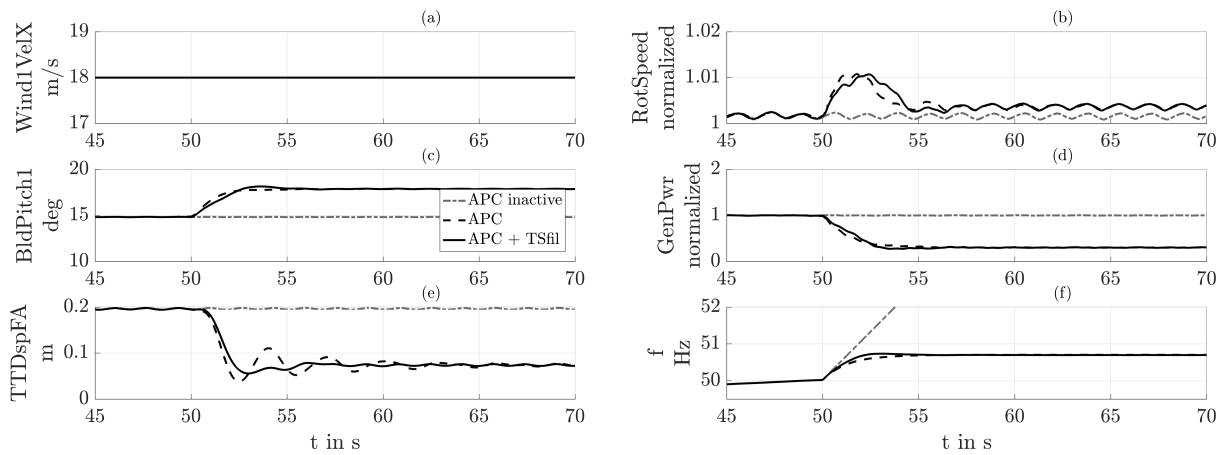 (a)
Wind1VelX
m/s
19
18
17
45 50 55 60 65 70
(b)
RotSpeed
normalized
1.02
1.01
1
45 50 55 60 65 70
(c)
BldPitch1
deg
20
15
10
APC inactive
APC
APC + TSfil
45 50 55 60 65 70
(d)
GenPwr
normalized
2
1
0
45 50 55 60 65 70
(e)
TTDspFA
m
0.2
0.1
0
45 50 55 60 65 70
t in s
(f)
f
Hz
52
51
50
45 50 55 60 65 70
t in s